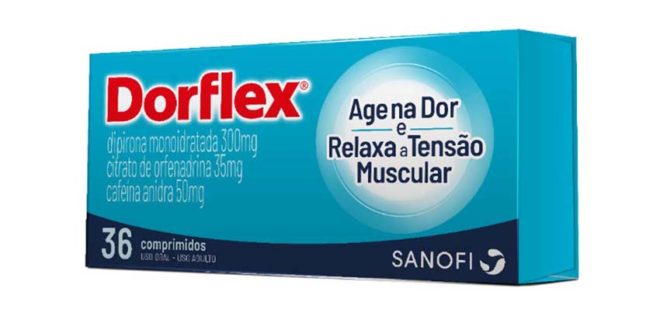 Dorflex®
dipirona monoidratada 300mg
citrato de orfenadrina 35mg
cafeína anidra 50mg
Age na Dor
e
Relaxa a Tensão
Muscular
36 comprimidos
USO ORAL - USO ADULTO
SANOFI